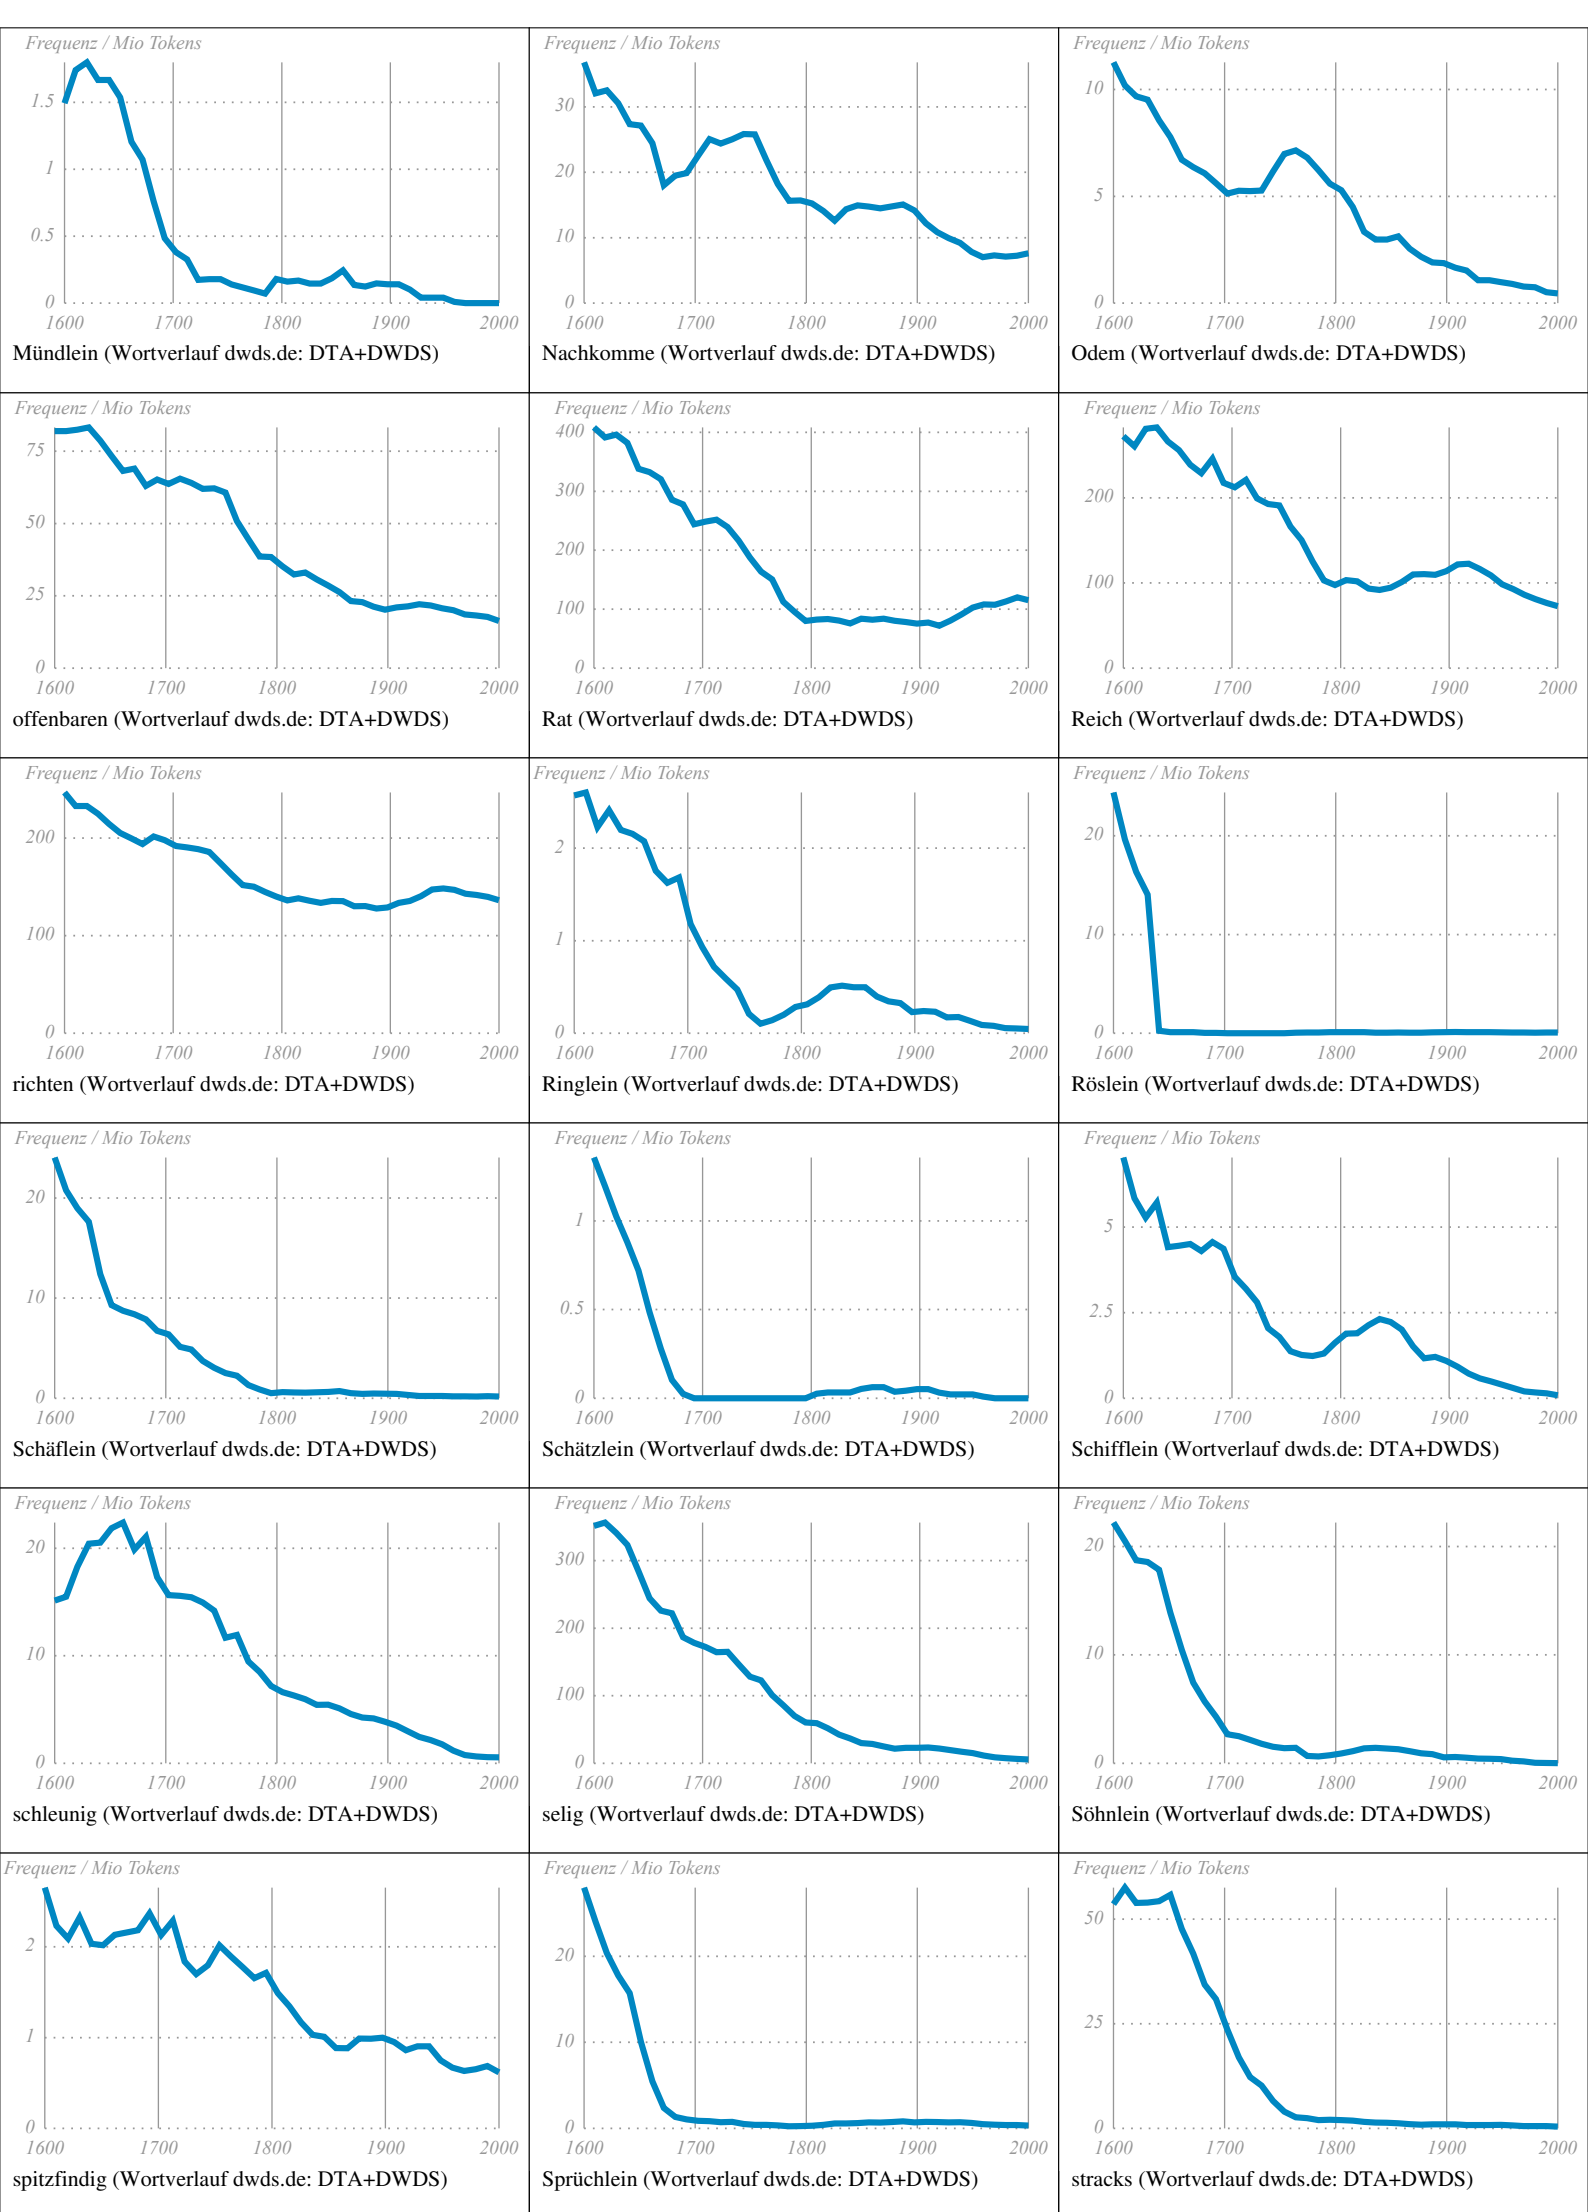 Frequenz / Mio Tokens
1.5
1
0.5
0
1600 1700 1800 1900 2000
Mündlein (Wortverlauf dwds.de: DTA+DWDS)
Frequenz / Mio Tokens
30
20
10
0
1600 1700 1800 1900 2000
Nachkomme (Wortverlauf dwds.de: DTA+DWDS)
Frequenz / Mio Tokens
10
5
0
1600 1700 1800 1900 2000
Odem (Wortverlauf dwds.de: DTA+DWDS)
Frequenz / Mio Tokens
75
50
25
0
1600 1700 1800 1900 2000
offenbaren (Wortverlauf dwds.de: DTA+DWDS)
Frequenz / Mio Tokens
400
300
200
100
0
1600 1700 1800 1900 2000
Rat (Wortverlauf dwds.de: DTA+DWDS)
Frequenz / Mio Tokens
200
100
0
1600 1700 1800 1900 2000
Reich (Wortverlauf dwds.de: DTA+DWDS)
Frequenz / Mio Tokens
200
100
0
1600 1700 1800 1900 2000
richten (Wortverlauf dwds.de: DTA+DWDS)
Frequenz / Mio Tokens
2
1
0
1600 1700 1800 1900 2000
Ringlein (Wortverlauf dwds.de: DTA+DWDS)
Frequenz / Mio Tokens
20
10
0
1600 1700 1800 1900 2000
Röslein (Wortverlauf dwds.de: DTA+DWDS)
Frequenz / Mio Tokens
20
10
0
1600 1700 1800 1900 2000
Schäflein (Wortverlauf dwds.de: DTA+DWDS)
Frequenz / Mio Tokens
1
0.5
0
1600 1700 1800 1900 2000
Schätzlein (Wortverlauf dwds.de: DTA+DWDS)
Frequenz / Mio Tokens
5
2.5
0
1600 1700 1800 1900 2000
Schifflein (Wortverlauf dwds.de: DTA+DWDS)
Frequenz / Mio Tokens
20
10
0
1600 1700 1800 1900 2000
schleunig (Wortverlauf dwds.de: DTA+DWDS)
Frequenz / Mio Tokens
300
200
100
0
1600 1700 1800 1900 2000
selig (Wortverlauf dwds.de: DTA+DWDS)
Frequenz / Mio Tokens
20
10
0
1600 1700 1800 1900 2000
Söhnlein (Wortverlauf dwds.de: DTA+DWDS)
Frequenz / Mio Tokens
2
1
0
1600 1700 1800 1900 2000
spitzfindig (Wortverlauf dwds.de: DTA+DWDS)
Frequenz / Mio Tokens
20
10
0
1600 1700 1800 1900 2000
Sprüchlein (Wortverlauf dwds.de: DTA+DWDS)
Frequenz / Mio Tokens
50
25
0
1600 1700 1800 1900 2000
stracks (Wortverlauf dwds.de: DTA+DWDS)